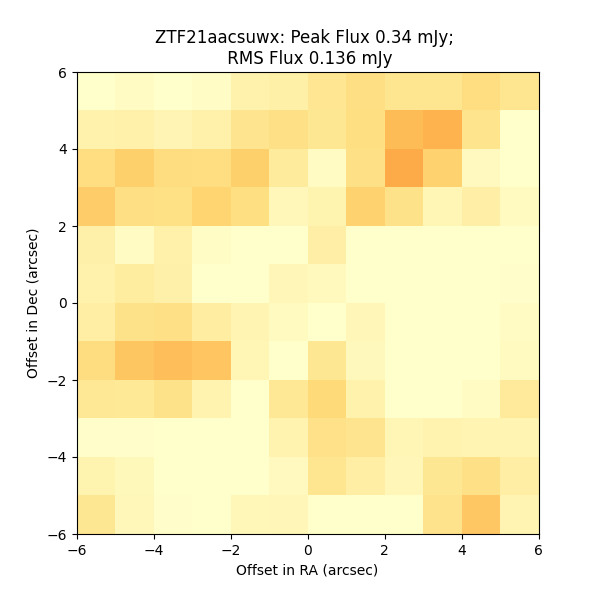 ZTF21aacsuwx: Peak Flux 0.34 mJy;
RMS Flux 0.136 mJy
6
4
2
0
−2
−4
−6
Offset in Dec (arcsec)
−6 −4 −2 0 2 4 6
Offset in RA (arcsec)